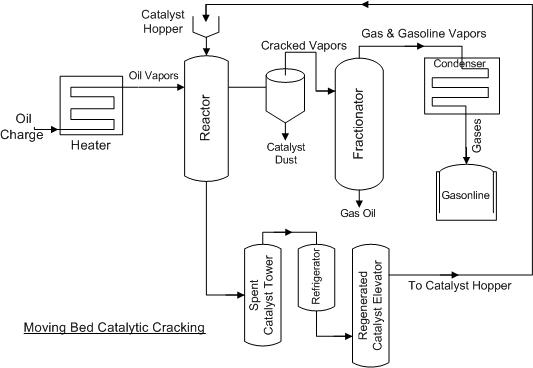 Catalyst
Hopper
Gas & Gasoline Vapors
Cracked Vapors
Condenser
Oil Vapors
Oil
Charge
Heater
Reactor
Catalyst
Dust
Fractionator
Gases
Gasonline
Gas Oil
Spent
Catalyst Tower
Refrigerator
Regenerated
Catalyst Elevator
To Catalyst Hopper
Moving Bed Catalytic Cracking